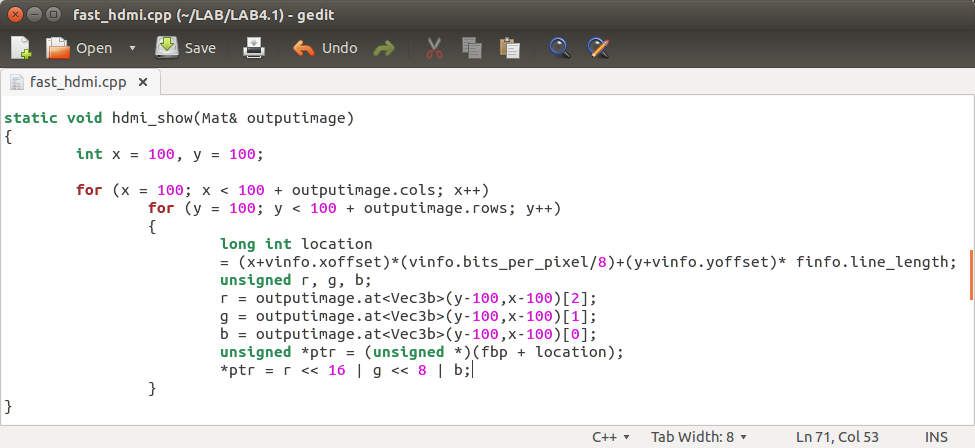 fast_hdmi.cpp (~/LAB/LAB4.1) - gedit
Open Save Undo
fast_hdmi.cpp ×
static void hdmi_show(Mat& outputimage)
{
        int x = 100, y = 100;

        for (x = 100; x < 100 + outputimage.cols; x++)
                for (y = 100; y < 100 + outputimage.rows; y++)
                {
                        long int location
                        = (x+vinfo.xoffset)*(vinfo.bits_per_pixel/8)+(y+vinfo.yoffset)* finfo.line_length;
                        unsigned r, g, b;
                        r = outputimage.at<Vec3b>(y-100,x-100)[2];
                        g = outputimage.at<Vec3b>(y-100,x-100)[1];
                        b = outputimage.at<Vec3b>(y-100,x-100)[0];
                        unsigned *ptr = (unsigned *)(fbp + location);
                        *ptr = r << 16 | g << 8 | b;
                }
}
C++ Tab Width: 8 Ln 71, Col 53 INS